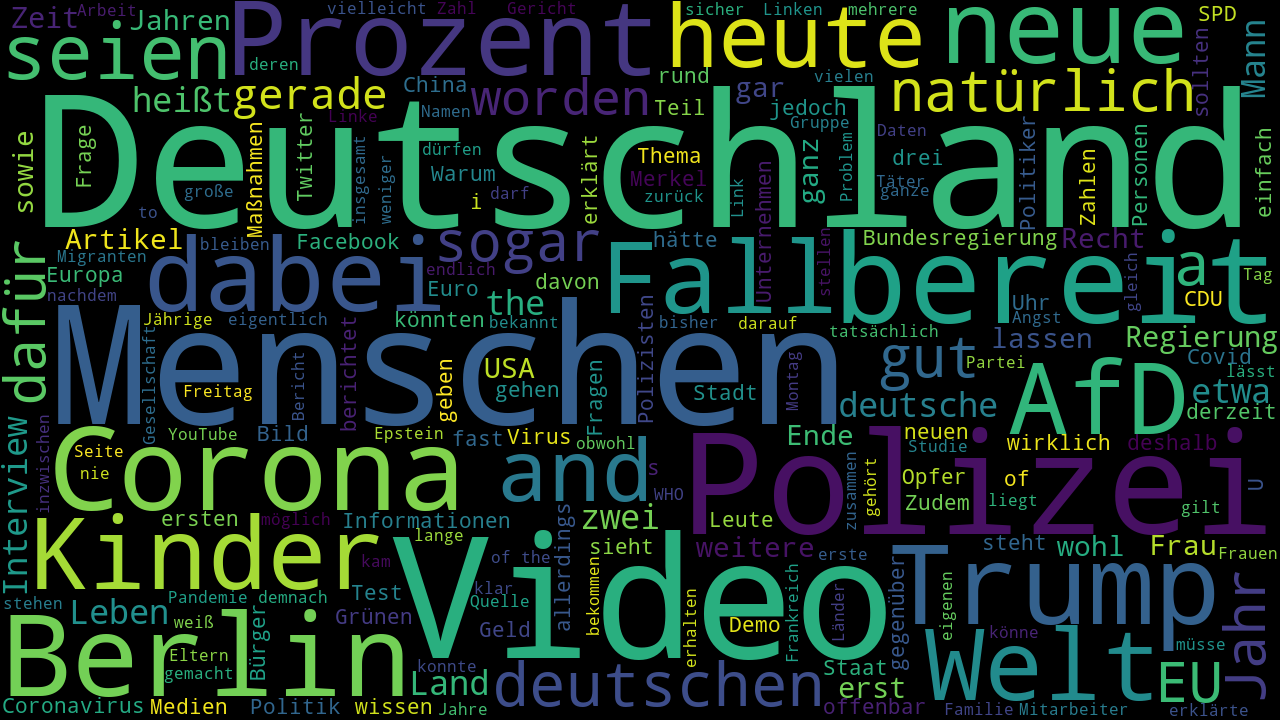 Zeit Arbeit Jahren Prozent vielleicht Zahl Gericht heute sicher Linken mehrere neue SPD
seien deren China rund vielen sollten Mann
heißt gerade Namen worden Teil gar jedoch natürlich
sowie Frage Deutschland Maßnahmen Twitter Linke dürfen Gruppe Daten einfach
große insgesamt weniger Warum i darf erklärt Thema Merkel zurück Link Unternehmen ganz Problem drei Täter ganze Politiker Zahlen Personen
to Artikel bleiben Facebook sogar hätte stellen Bundesregierung Recht gleich Tag
dafür Migranten Europa nachdem dabei endlich Euro davon Fall bereit a
Jährige eigentlich the könnten bekannt bisher darauf Uhr Angst CDU
Menschen Gesellschaft Freitag Bericht berichtet geben USA gehen Fragen Polizisten Stadt Montag tatsächlich lassen Partei Regierung
gut Covid lässt etwa
deutsche AfD derzeit
Interview inzwischen Seite nie YouTube Bild Epstein fast Virus obwohl Ende neuen Studie wirklich deshalb
Corona and s WHO Polizei zusammen gehört Opfer of U
Zudem liegt gilt
ersten möglich Informationen zwei Leute
Kinder lange of the allerdings sieht weitere erste steht wohl Frau Frauen
kam Video
stehen Leben Pandemie demnach Test klar Quelle bekommen erhalten Frankreich Länder gegenüber eigenen Trump Jahr
Berlin weiß Bürger Grünen Geld Demo könne müsse
Eltern gemacht konnte Land deutschen Staat erst Welt EU
Coronavirus Medien Politik wissen Jahre offenbar Familie Mitarbeiter erklärte